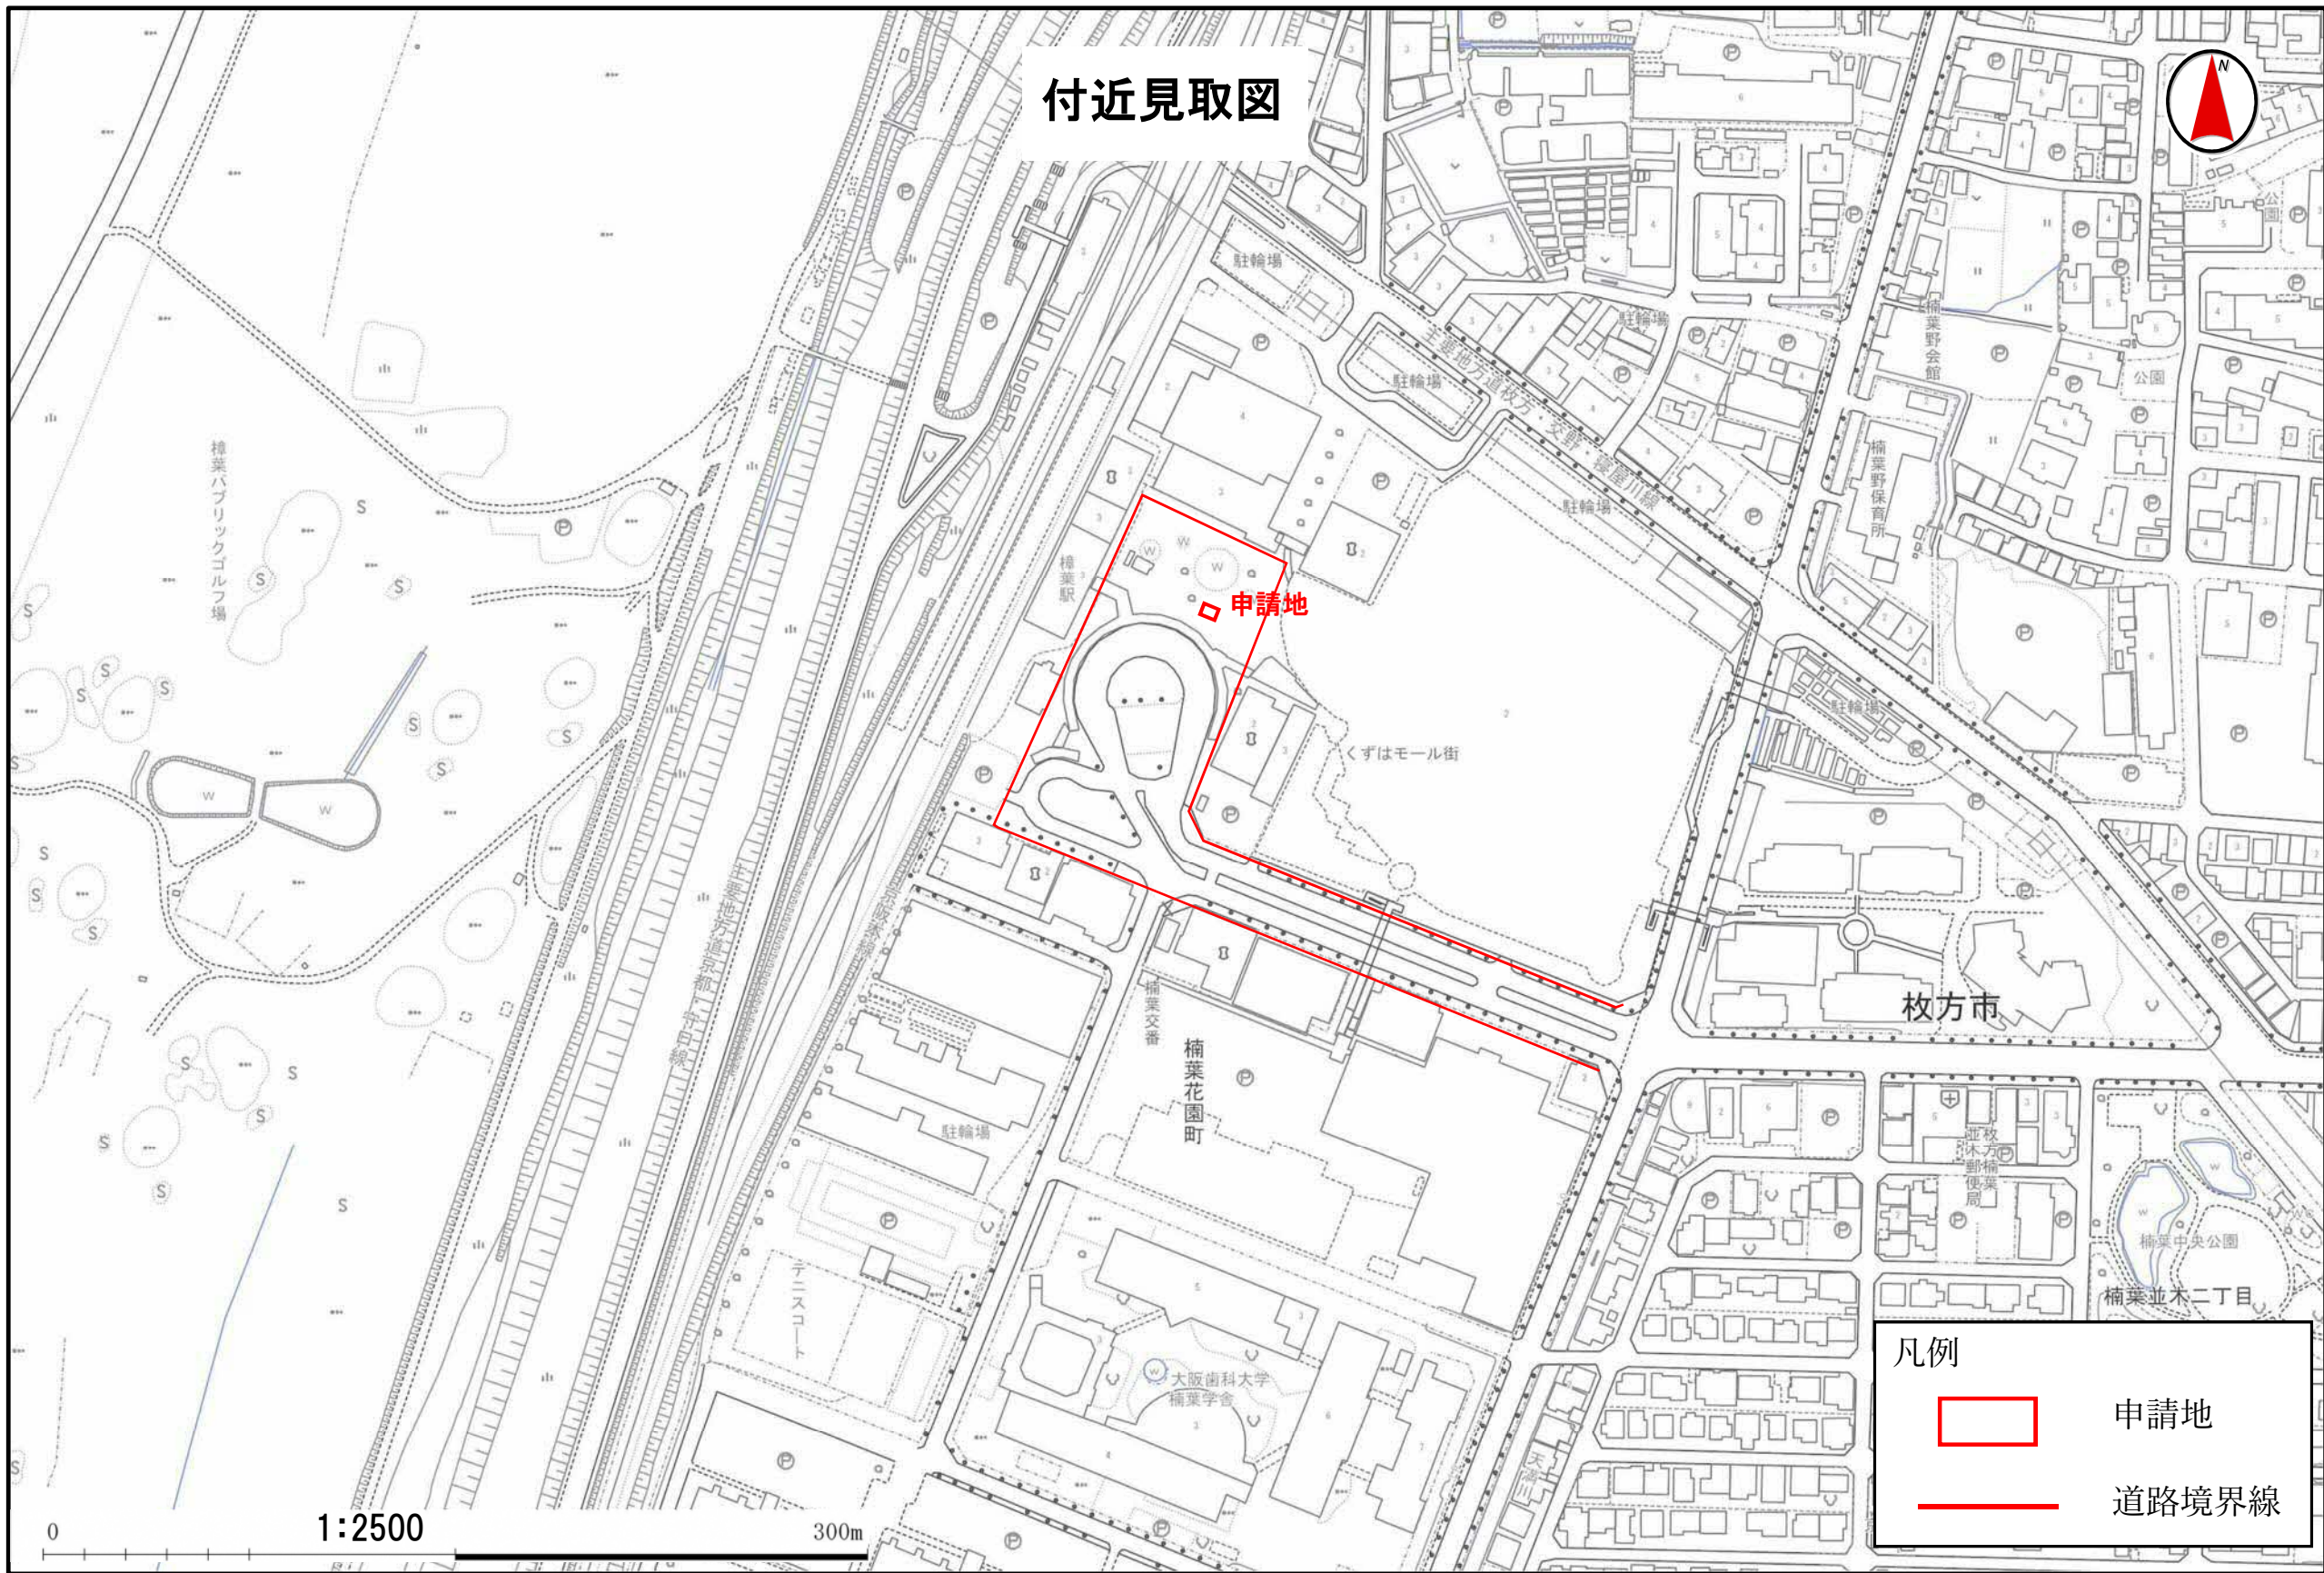 付近見取図
N
駐輪場
公園
主要地方道枚方・交野・寝屋川線
駐輪場
駐輪場
楠葉野会館
公園
樟葉パブリックゴルフ場
楠葉野保育所
駐輪場
樟葉駅
申請地
駐輪場
くずはモール街
主要地方道京都・守口線
京阪本線
楠葉交番
枚方市
楠葉花園町
駐輪場
枚方楠葉
並木郵便局
楠葉中央公園
楠葉並木二丁目
テニスコート
大阪歯科大学
楠葉学舎
天満川
凡例
申請地
道路境界線
0
1:2500
300m